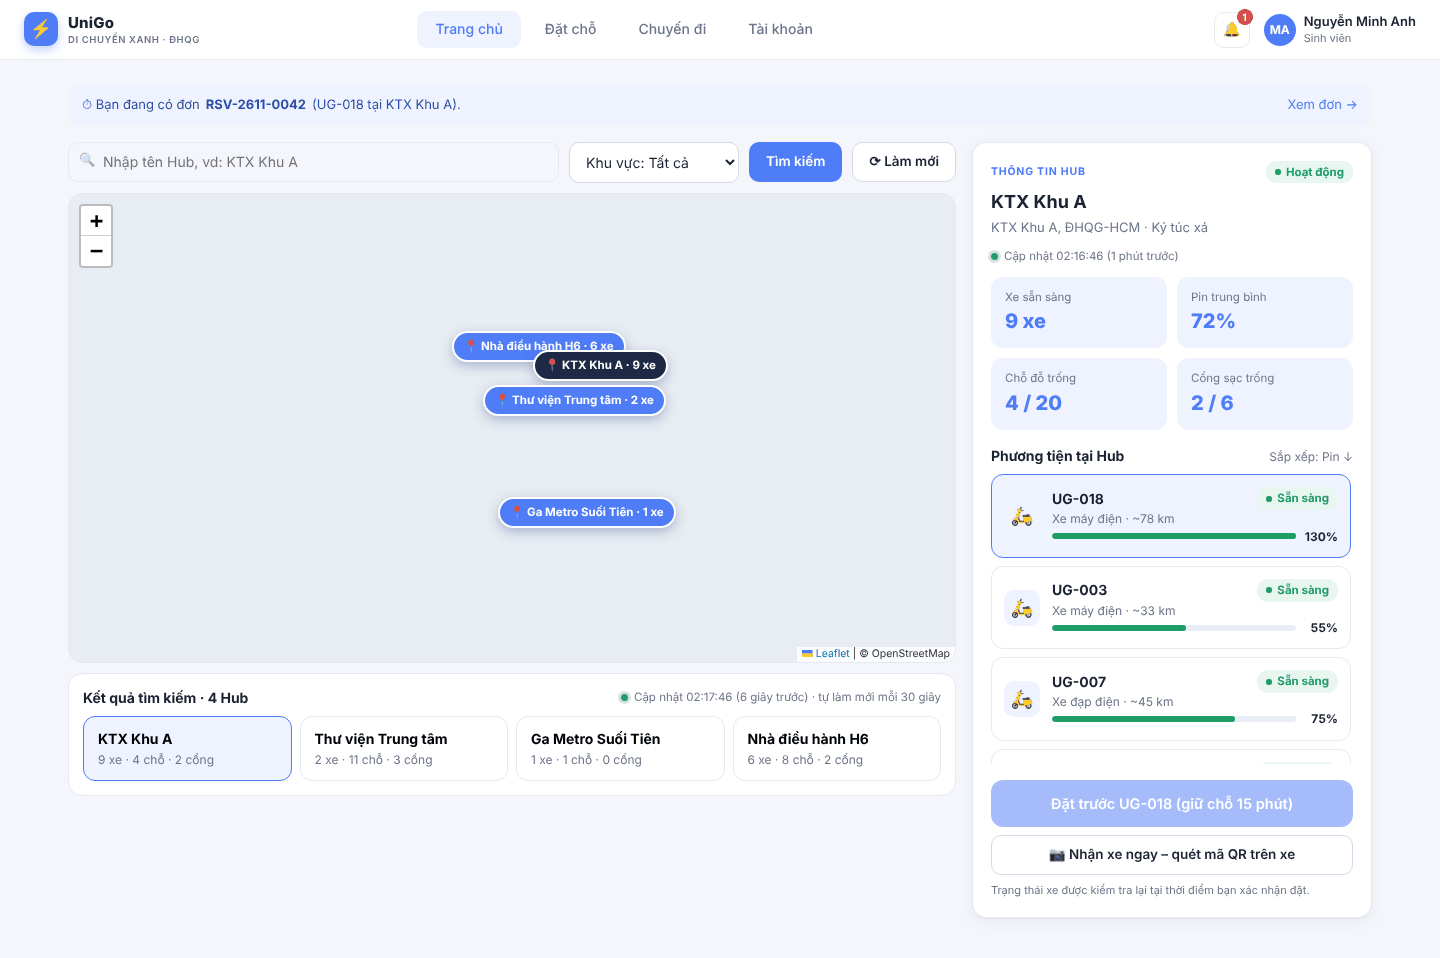 UniGo
DI CHUYỂN XANH · ĐHQG
Trang chủ
Đặt chỗ
Chuyến đi
Tài khoản
1
MA
Nguyễn Minh Anh
Sinh viên
Bạn đang có đơn RSV-2611-0042 (UG-018 tại KTX Khu A).
Xem đơn →
Nhập tên Hub, vd: KTX Khu A
Khu vực: Tất cả
Tìm kiếm
⟳ Làm mới
+
−
Nhà điều hành H6 · 6 xe
KTX Khu A · 9 xe
Thư viện Trung tâm · 2 xe
Ga Metro Suối Tiên · 1 xe
Leaflet | © OpenStreetMap
Kết quả tìm kiếm · 4 Hub
Cập nhật 02:17:46 (6 giây trước) · tự làm mới mỗi 30 giây
KTX Khu A
9 xe · 4 chỗ · 2 cổng
Thư viện Trung tâm
2 xe · 11 chỗ · 3 cổng
Ga Metro Suối Tiên
1 xe · 1 chỗ · 0 cổng
Nhà điều hành H6
6 xe · 8 chỗ · 2 cổng
THÔNG TIN HUB
Hoạt động
KTX Khu A
KTX Khu A, ĐHQG-HCM · Ký túc xá
Cập nhật 02:16:46 (1 phút trước)
Xe sẵn sàng
9 xe
Pin trung bình
72%
Chỗ đỗ trống
4 / 20
Cổng sạc trống
2 / 6
Phương tiện tại Hub
Sắp xếp: Pin ↓
UG-018
Sẵn sàng
Xe máy điện · ~78 km
130%
UG-003
Sẵn sàng
Xe máy điện · ~33 km
55%
UG-007
Sẵn sàng
Xe đạp điện · ~45 km
75%
Đặt trước UG-018 (giữ chỗ 15 phút)
Nhận xe ngay – quét mã QR trên xe
Trạng thái xe được kiểm tra lại tại thời điểm bạn xác nhận đặt.